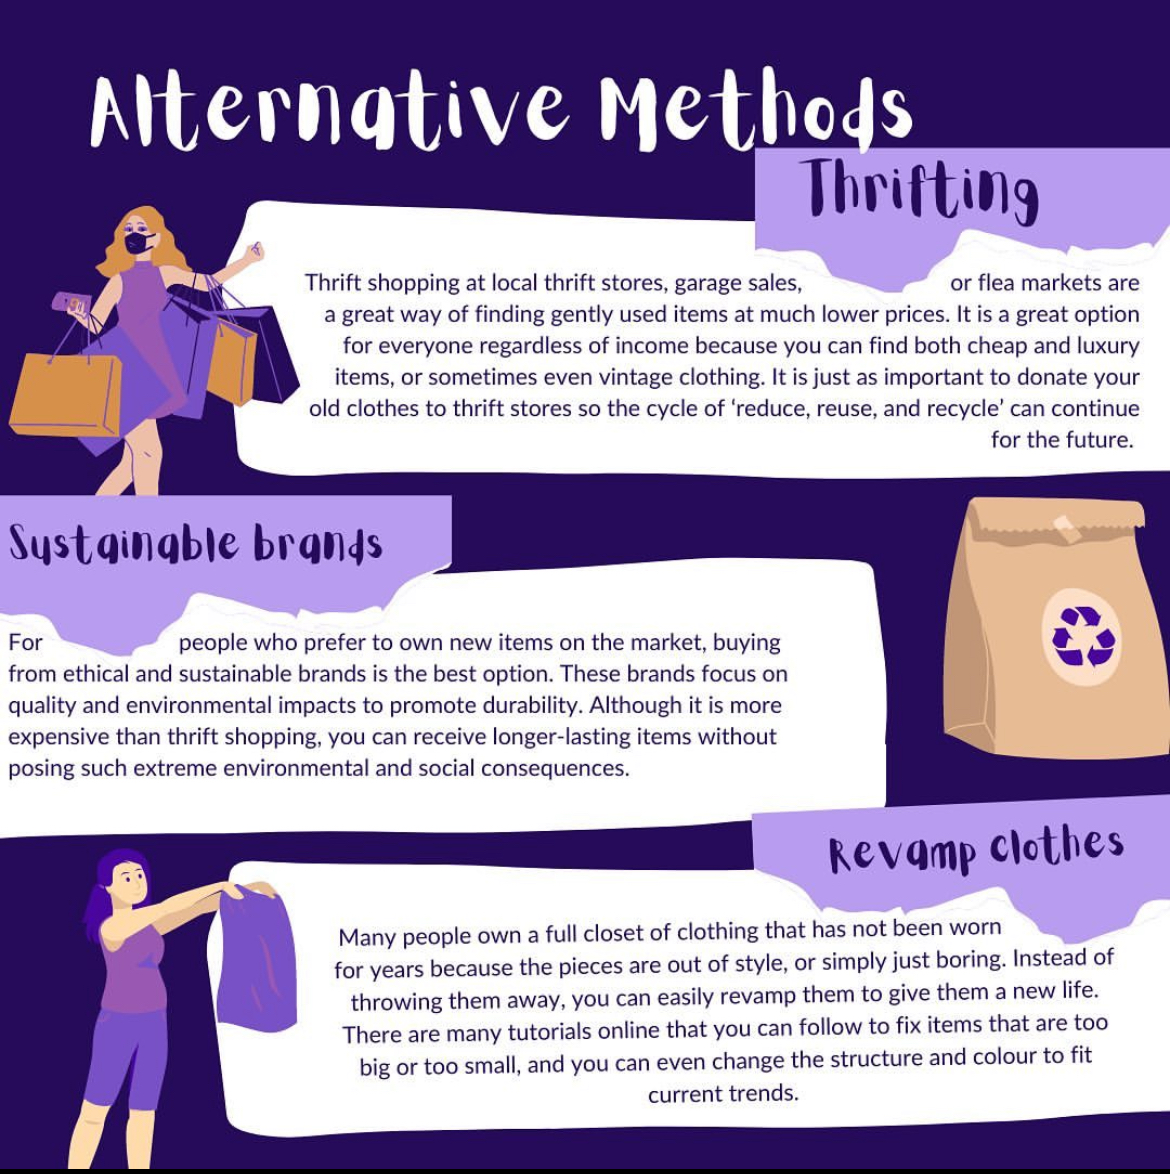 Alternative Methods
Thrifting
Thrift shopping at local thrift stores, garage sales, or flea markets are
a great way of finding gently used items at much lower prices. It is a great option
for everyone regardless of income because you can find both cheap and luxury
items, or sometimes even vintage clothing. It is just as important to donate your
old clothes to thrift stores so the cycle of ‘reduce, reuse, and recycle’ can continue
for the future.
Sustainable brands
For people who prefer to own new items on the market, buying
from ethical and sustainable brands is the best option. These brands focus on
quality and environmental impacts to promote durability. Although it is more
expensive than thrift shopping, you can receive longer-lasting items without
posing such extreme environmental and social consequences.
Revamp clothes
Many people own a full closet of clothing that has not been worn
for years because the pieces are out of style, or simply just boring. Instead of
throwing them away, you can easily revamp them to give them a new life.
There are many tutorials online that you can follow to fix items that are too
big or too small, and you can even change the structure and colour to fit
current trends.